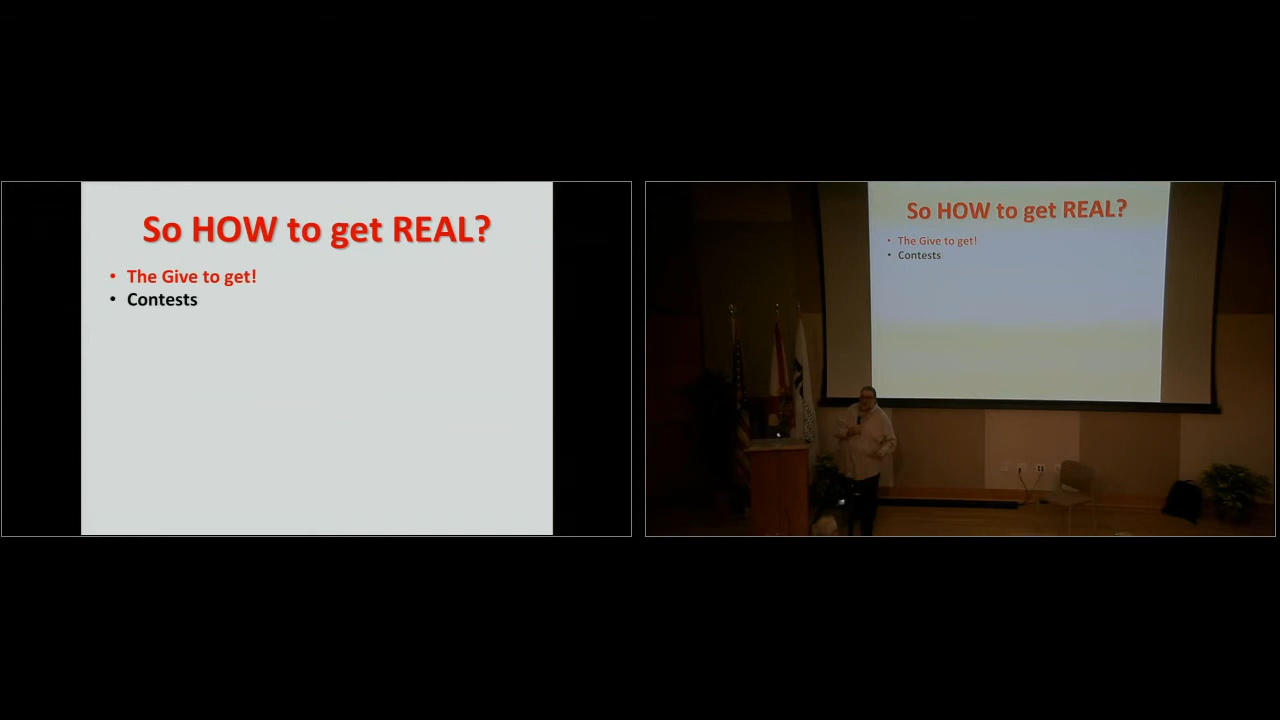 So HOW to get REAL?
• The Give to get!
• Contests
So HOW to get REAL?
• The Give to get!
• Contests